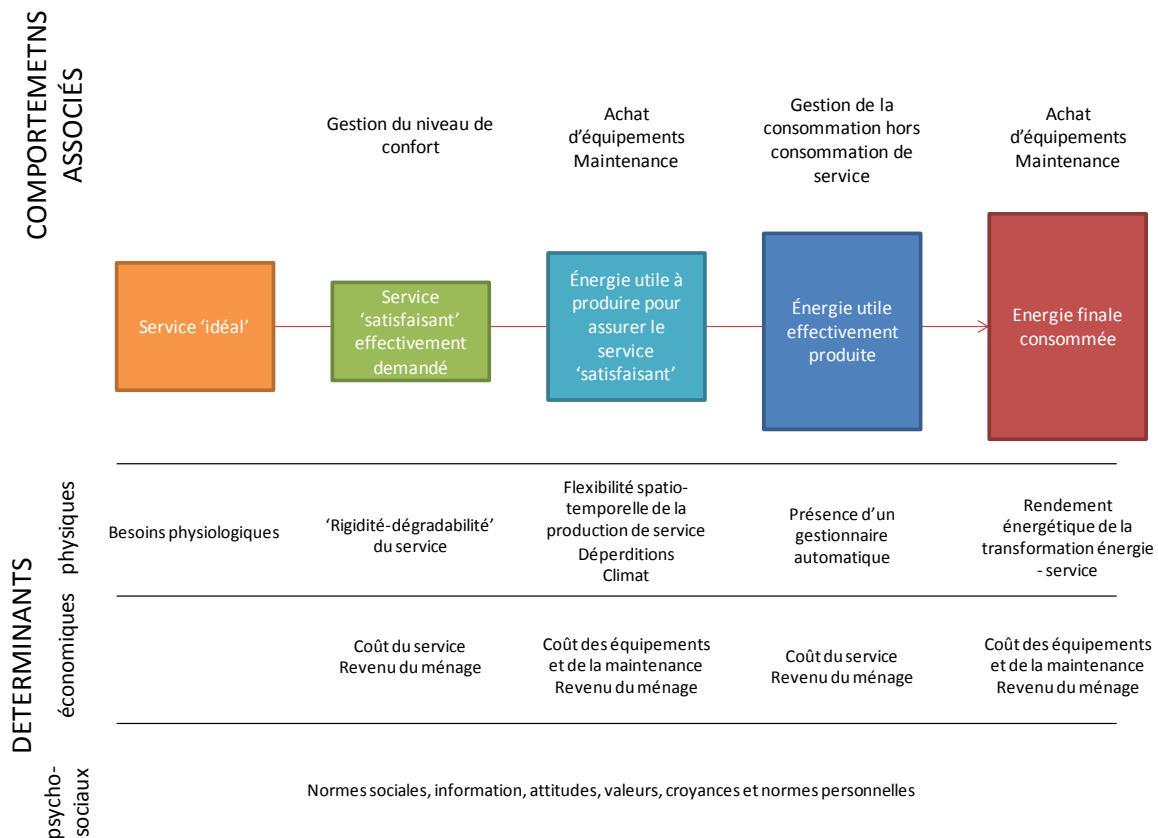 COMPORTEMETNS
ASSOCIÉS
Gestion du niveau de
confort
Achat
d'équipements
Maintenance
Gestion de la
consommation hors
consommation de
service
Achat
d'équipements
Maintenance
Service ‘idéal’
Service
‘satisfaisant’
effectivement
demandé
Énergie utile à
produire pour
assurer le
service
‘satisfaisant’
Énergie utile
effectivement
produite
Energie finale
consommée
DETERMINANTS
physiques
Besoins physiologiques
‘Rigidité-dégradabilité’
du service
Flexibilité spatio-
temporelle de la
production de service
Déperditions
Climat
Présence d’un
gestionnaire
automatique
Rendement
énergétique de la
transformation énergie
- service
économiques
Coût du service
Revenu du ménage
Coût des équipements
et de la maintenance
Revenu du ménage
Coût du service
Revenu du ménage
Coût des équipements
et de la maintenance
Revenu du ménage
psycho-
sociaux
Normes sociales, information, attitudes, valeurs, croyances et normes personnelles